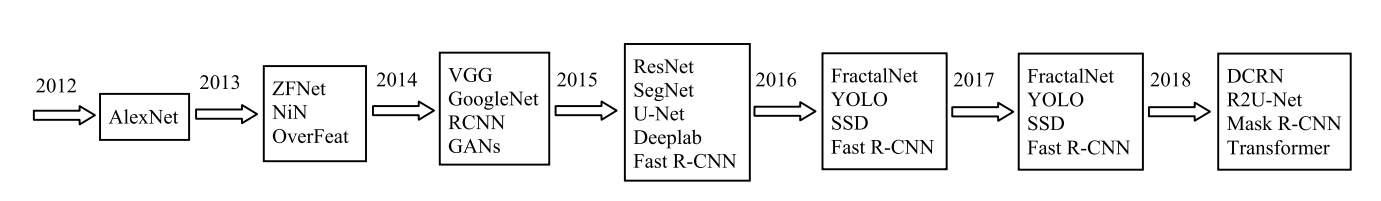 2012
AlexNet
2013
ZFNet
NiN
OverFeat
2014
VGG
GoogleNet
RCNN
GANs
2015
ResNet
SegNet
U-Net
Deeplab
Fast R-CNN
2016
FractalNet
YOLO
SSD
Fast R-CNN
2017
FractalNet
YOLO
SSD
Fast R-CNN
2018
DCRN
R2U-Net
Mask R-CNN
Transformer